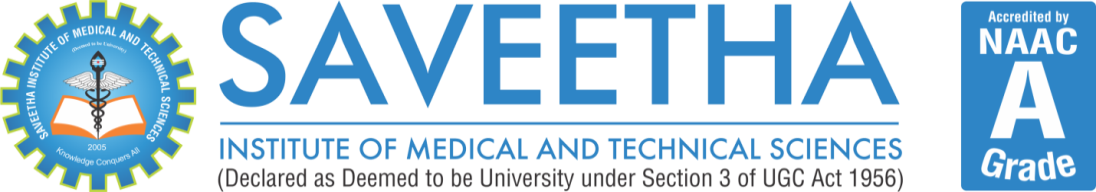 SAVEETHA INSTITUTE OF MEDICAL AND TECHNICAL SCIENCES
(Deemed to be University)
2005
Knowledge Conquers All
SAVEETHA
INSTITUTE OF MEDICAL AND TECHNICAL SCIENCES
(Declared as Deemed to be University under Section 3 of UGC Act 1956)
Accredited by
NAAC
A
Grade